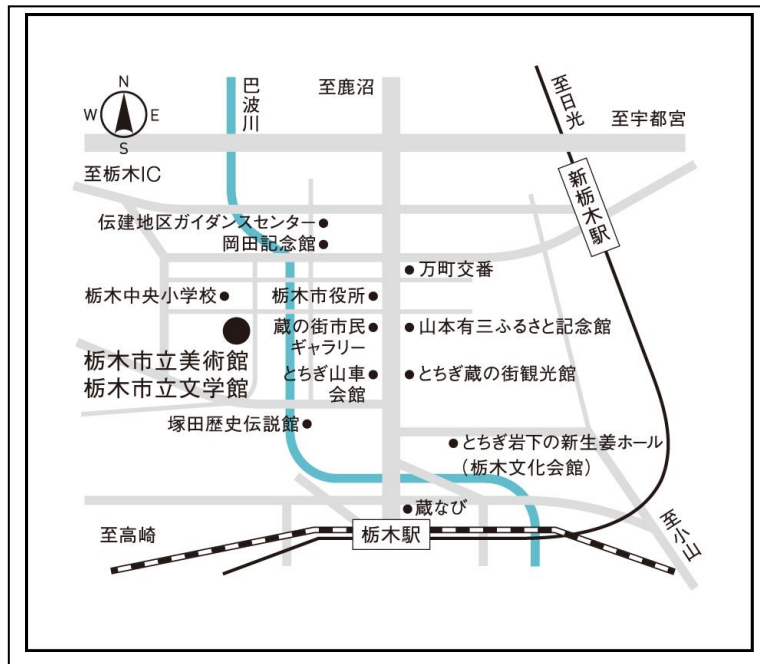 N
W
E
S
巴波川
至鹿沼
至日光
至宇都宮
至栃木IC
新栃木駅
伝建地区ガイダンスセンター
岡田記念館
万町交番
栃木中央小学校
栃木市役所
蔵の街市民
ギャラリー
山本有三ふるさと記念館
栃木市立美術館
栃木市立文学館
とちぎ山車
会館
とちぎ蔵の街観光館
塚田歴史伝説館
とちぎ岩下の新生姜ホール
（栃木文化会館）
蔵なび
至高崎
栃木駅
至小山